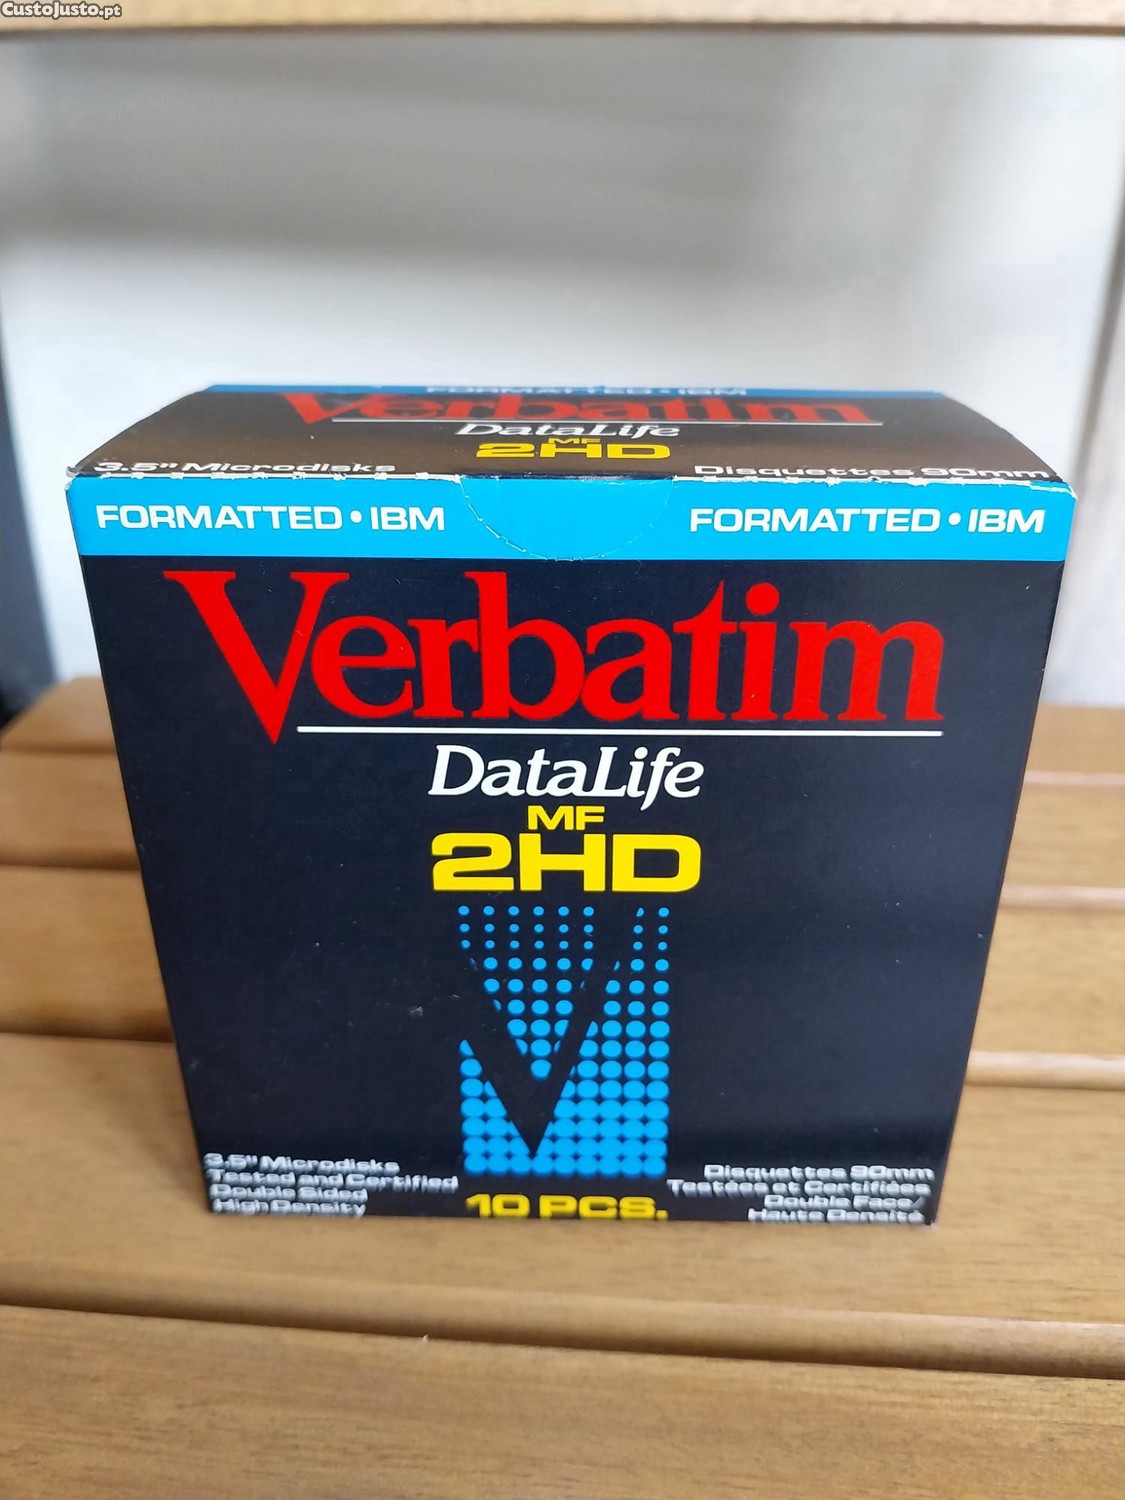 CustoJusto.pt
FORMATTED • IBM
Verbatim
DataLife
MF
2HD
3.5" Microdisks
Disquettes 90mm
FORMATTED • IBM
FORMATTED • IBM
Verbatim
DataLife
MF
2HD
3.5" Microdisks
Tested and Certified
Double Sided
High Density
10 PCS.
Disquettes 90mm
Testées et Certifiées
Double Face/
Haute Densité